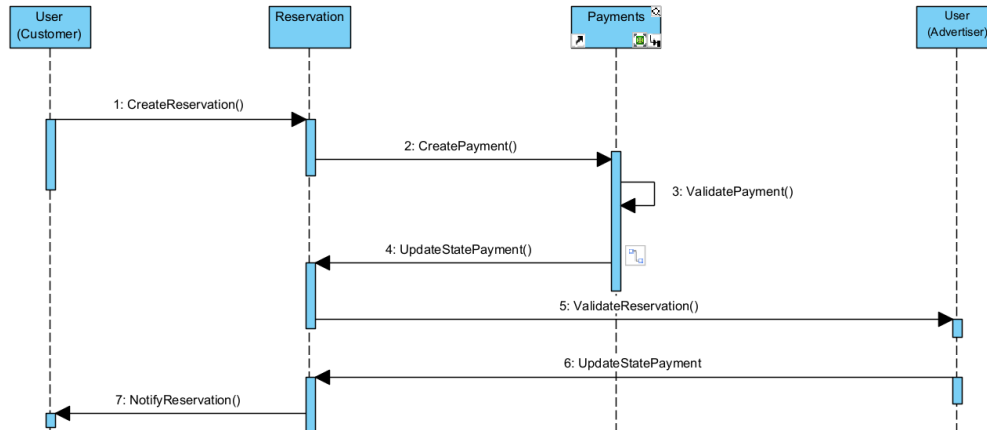 User
(Customer)
Reservation
Payments
User
(Advertiser)
1: CreateReservation()
2: CreatePayment()
3: ValidatePayment()
4: UpdateStatePayment()
5: ValidateReservation()
6: UpdateStatePayment
7: NotifyReservation()